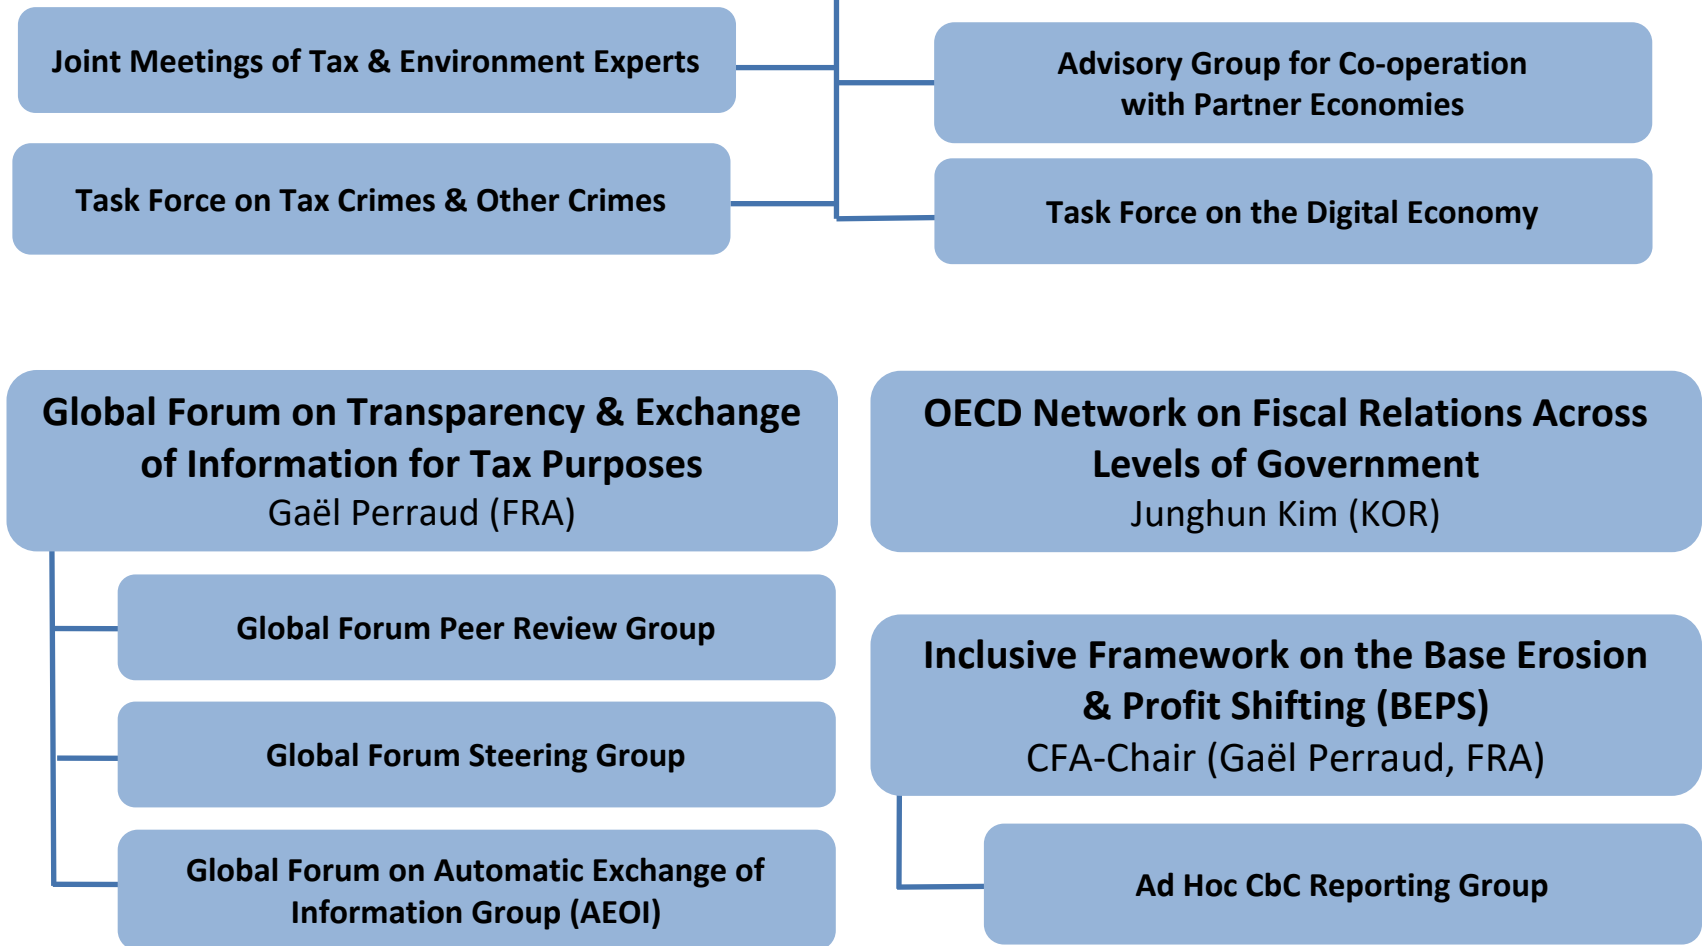 Joint Meetings of Tax & Environment Experts
Advisory Group for Co-operation
with Partner Economies
Task Force on Tax Crimes & Other Crimes
Task Force on the Digital Economy
Global Forum on Transparency & Exchange
of Information for Tax Purposes
Gaël Perraud (FRA)
OECD Network on Fiscal Relations Across
Levels of Government
Junghun Kim (KOR)
Global Forum Peer Review Group
Global Forum Steering Group
Global Forum on Automatic Exchange of
Information Group (AEOI)
Inclusive Framework on the Base Erosion
& Profit Shifting (BEPS)
CFA-Chair (Gaël Perraud, FRA)
Ad Hoc CbC Reporting Group